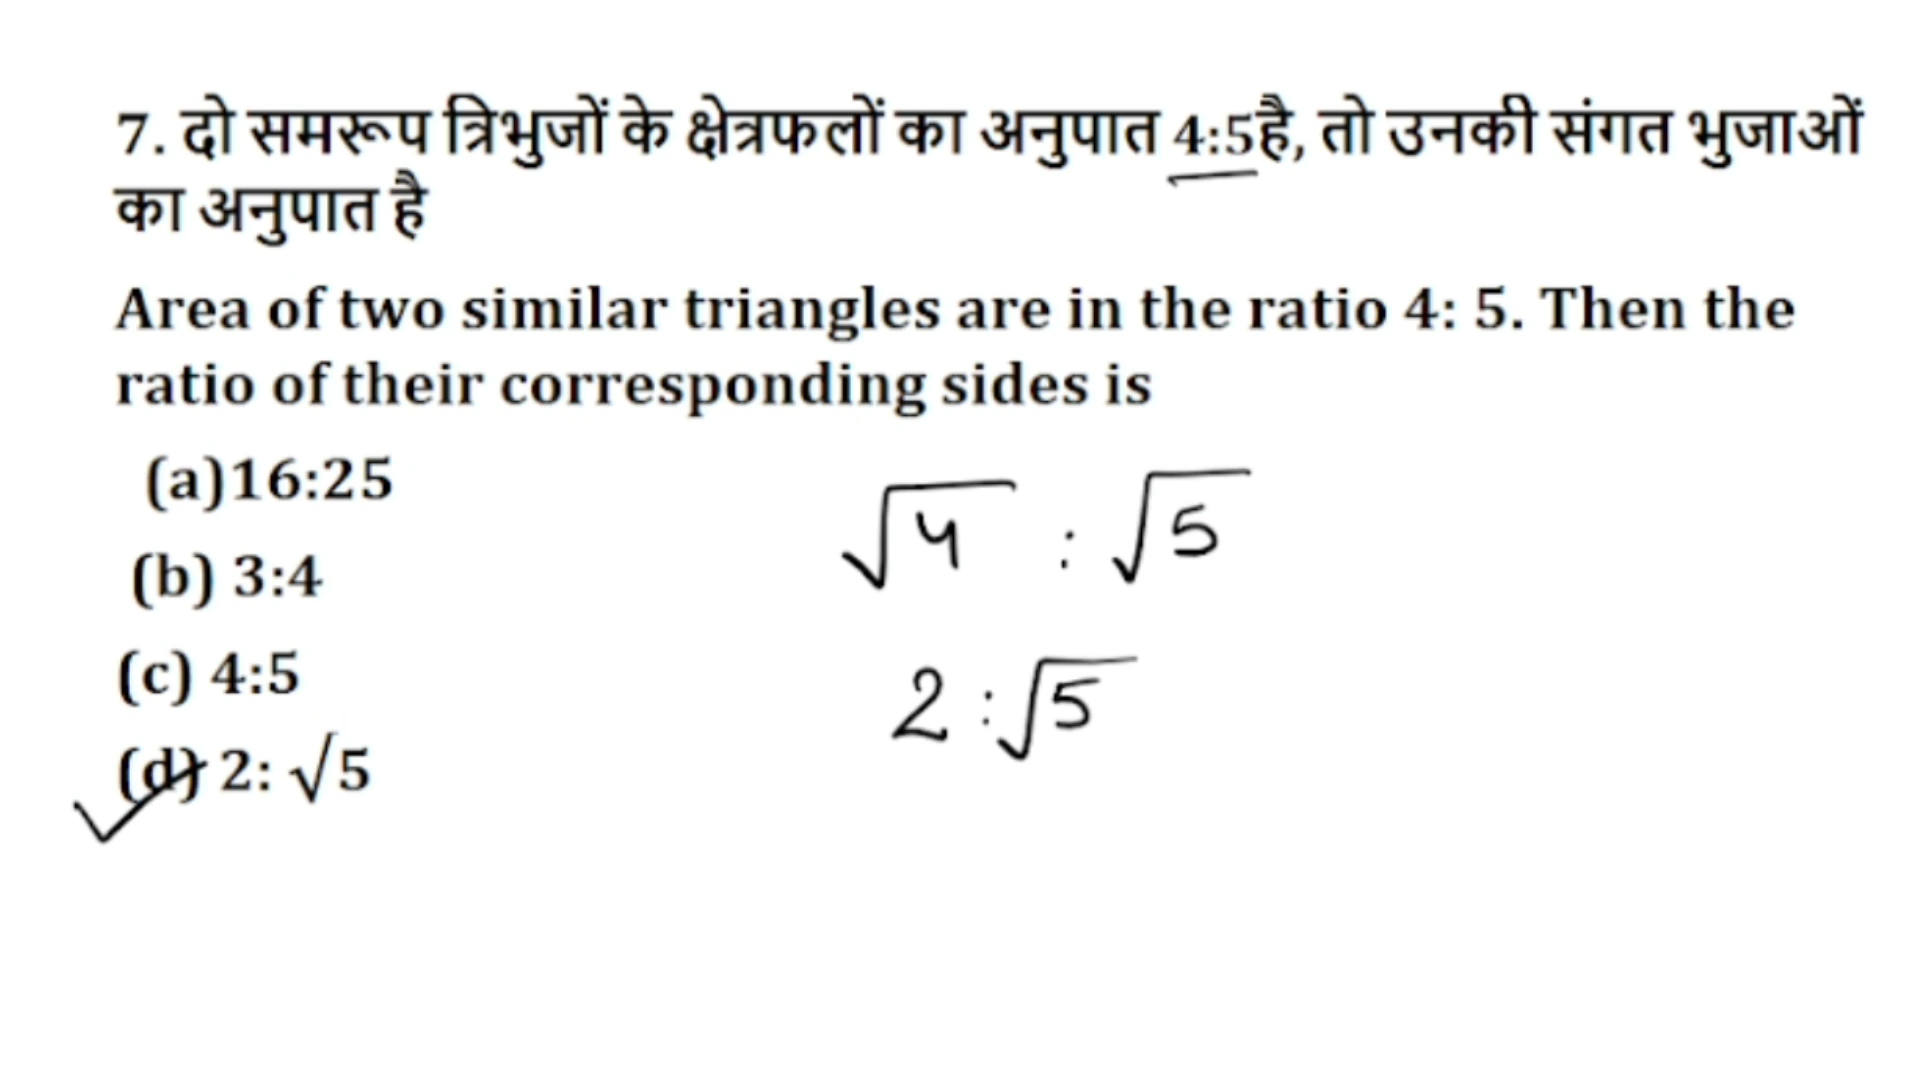 7. दो समरूप त्रिभुजों के क्षेत्रफलों का अनुपात 4:5है, तो उनकी संगत भुजाओं
का अनुपात है
Area of two similar triangles are in the ratio 4: 5. Then the
ratio of their corresponding sides is
(a)16:25
(b) 3:4
(c) 4:5
(d) 2: √5
√4 : √5
2 : √5